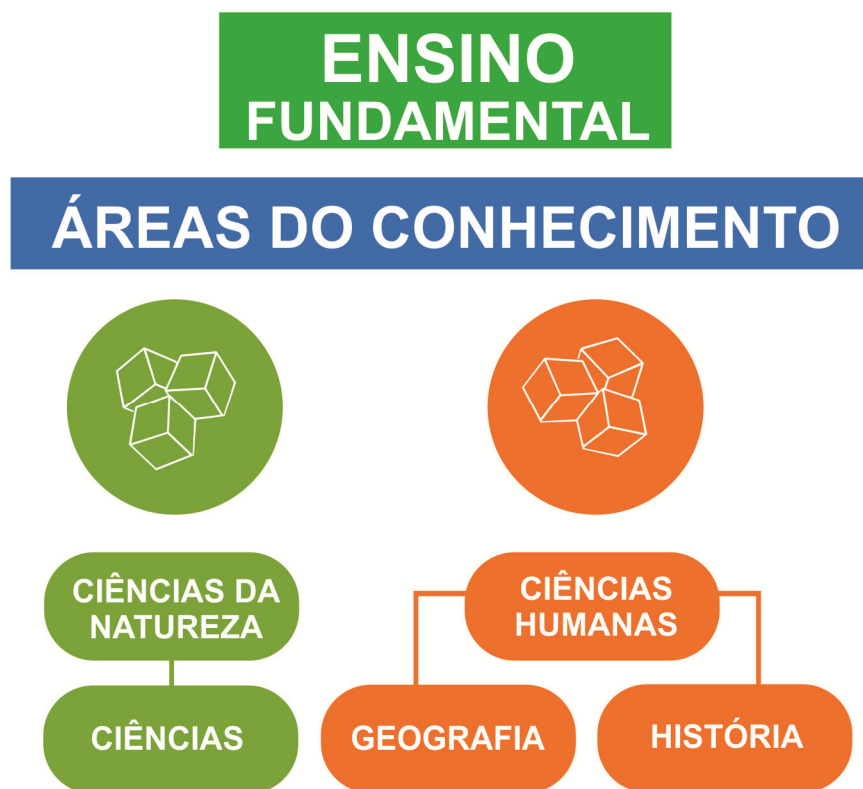 ENSINO
FUNDAMENTAL
ÁREAS DO CONHECIMENTO
CIÊNCIAS DA
NATUREZA
CIÊNCIAS
CIÊNCIAS
HUMANAS
GEOGRAFIA
HISTÓRIA